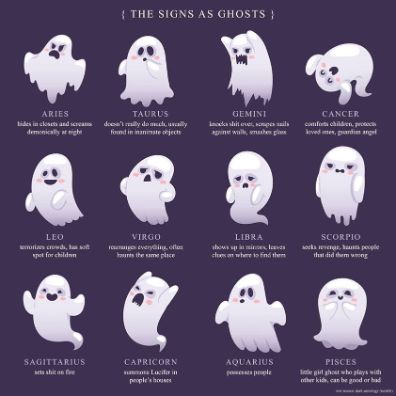 { THE SIGNS AS GHOSTS }
ARIES
hides in closets and screams
demonically at night
TAURUS
doesn't really do much, usually
found in inanimate objects
GEMINI
knocks shit over, scrapes nails
against walls, smashes glass
CANCER
comforts children, protects
loved ones, guardian angel
LEO
terrorizes crowds, has soft
spot for children
VIRGO
rearranges everything, often
haunts the same place
LIBRA
shows up in mirrors, leaves
clues on where to find them
SCORPIO
seeks revenge, haunts people
that did them wrong
SAGITTARIUS
sets shit on fire
CAPRICORN
summons Lucifer in
people's houses
AQUARIUS
possesses people
PISCES
little girl ghost who plays with
other kids, can be good or bad